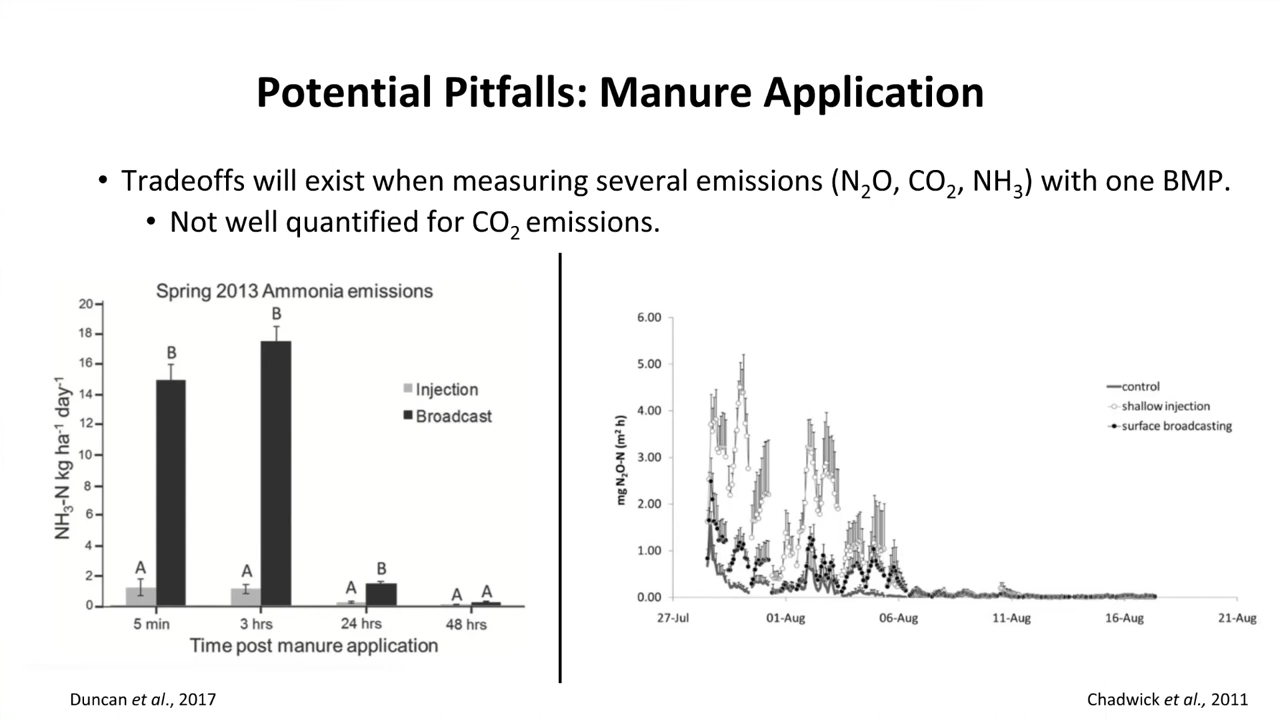 Potential Pitfalls: Manure Application
• Tradeoffs will exist when measuring several emissions (N2O, CO2, NH3) with one BMP.
• Not well quantified for CO2 emissions.
Spring 2013 Ammonia emissions
20
18
16
14
12
10
8
6
4
2
0
NH3-N kg ha-1 day-1
A
B
A
B
A
B
A
A
Injection
Broadcast
5 min
3 hrs
24 hrs
48 hrs
Time post manure application
Duncan et al., 2017
6.00
5.00
4.00
3.00
2.00
1.00
0.00
mg N2O-N (m2 h)
control
shallow injection
surface broadcasting
27-Jul
01-Aug
06-Aug
11-Aug
16-Aug
21-Aug
Chadwick et al., 2011